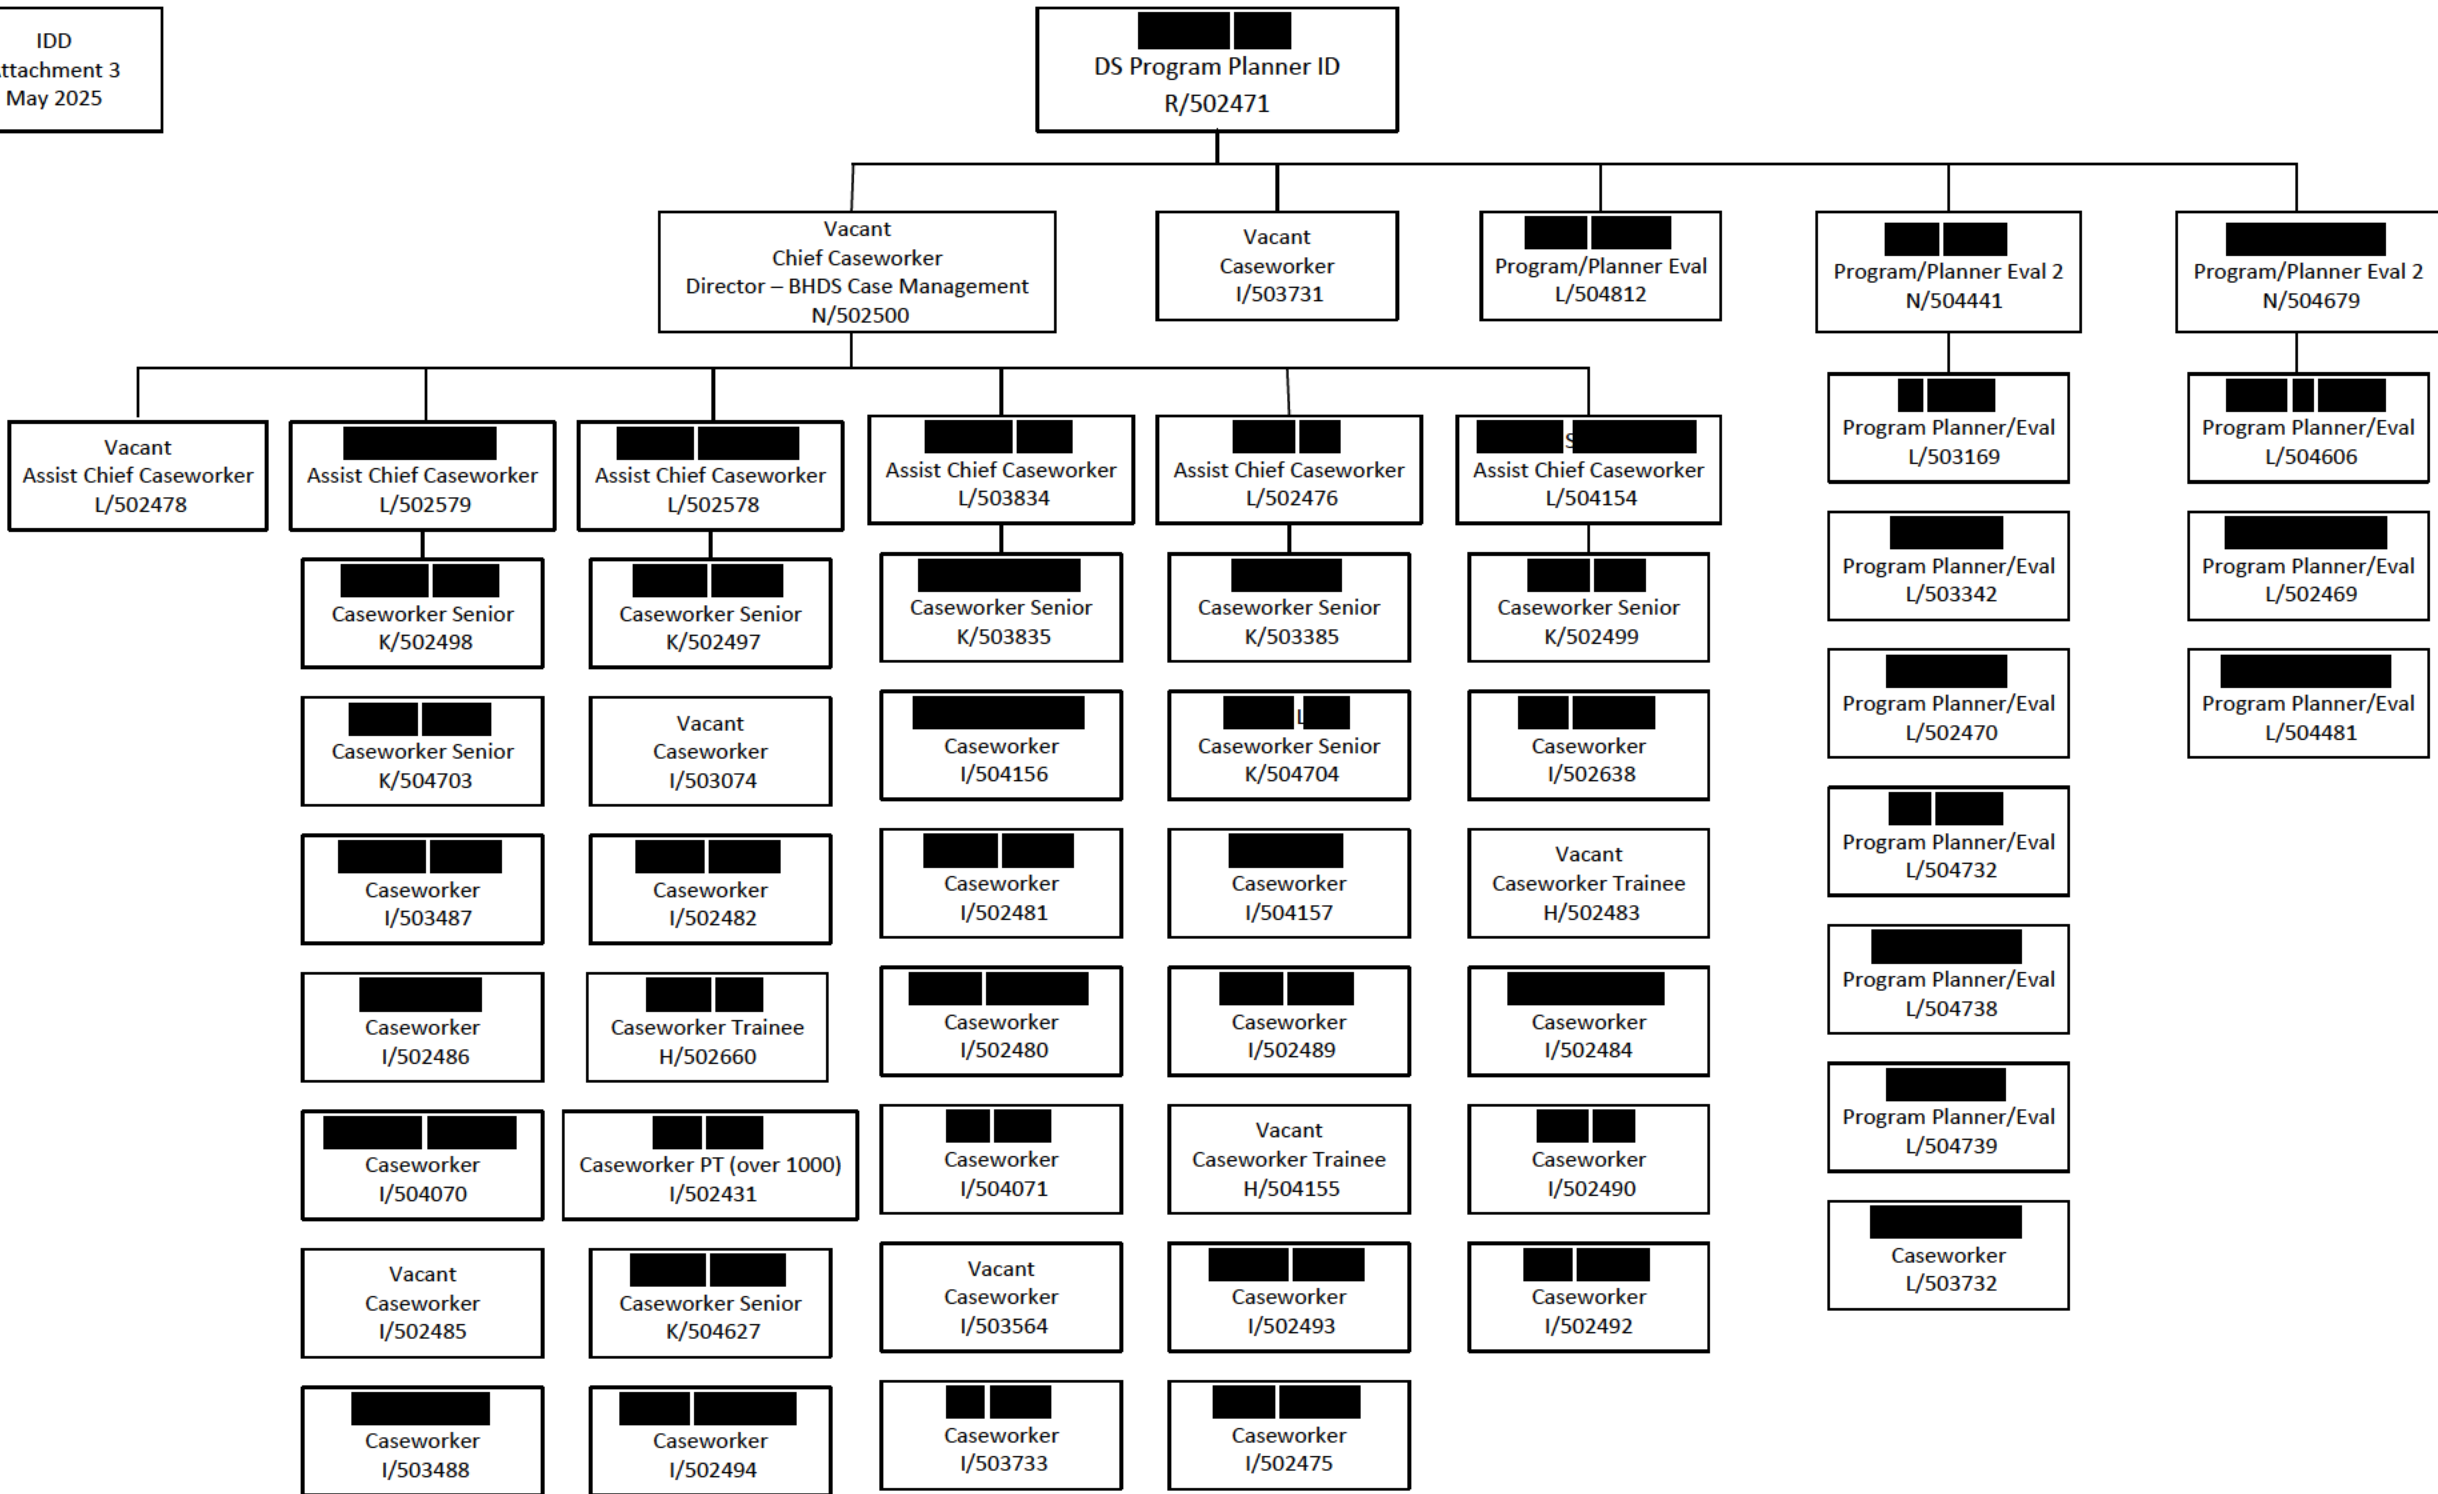 IDD
ttachment 3
May 2025
DS Program Planner ID
R/502471
Vacant
Chief Caseworker
Director – BHDS Case Management
N/502500
Vacant
Caseworker
I/503731
Program/Planner Eval
L/504812
Program/Planner Eval 2
N/504441
Program/Planner Eval 2
N/504679
Vacant
Assist Chief Caseworker
L/502478
Assist Chief Caseworker
L/502579
Assist Chief Caseworker
L/502578
Assist Chief Caseworker
L/503834
Assist Chief Caseworker
L/502476
Assist Chief Caseworker
L/504154
Program Planner/Eval
L/503169
Program Planner/Eval
L/504606
Caseworker Senior
K/502498
Caseworker Senior
K/502497
Caseworker Senior
K/503835
Caseworker Senior
K/503385
Caseworker Senior
K/502499
Program Planner/Eval
L/503342
Program Planner/Eval
L/502469
Caseworker Senior
K/504703
Vacant
Caseworker
I/503074
Caseworker
I/504156
L
Caseworker Senior
K/504704
Caseworker
I/502638
Program Planner/Eval
L/502470
Program Planner/Eval
L/504481
Caseworker
I/503487
Caseworker
I/502482
Caseworker
I/502481
Caseworker
I/504157
Vacant
Caseworker Trainee
H/502483
Program Planner/Eval
L/504732
Caseworker
I/502486
Caseworker Trainee
H/502660
Caseworker
I/502480
Caseworker
I/502489
Caseworker
I/502484
Program Planner/Eval
L/504738
Caseworker
I/504070
Caseworker PT (over 1000)
I/502431
Caseworker
I/504071
Vacant
Caseworker Trainee
H/504155
Caseworker
I/502490
Program Planner/Eval
L/504739
Vacant
Caseworker
I/502485
Caseworker Senior
K/504627
Vacant
Caseworker
I/503564
Caseworker
I/502493
Caseworker
I/502492
Caseworker
L/503732
Caseworker
I/503488
Caseworker
I/502494
Caseworker
I/503733
Caseworker
I/502475